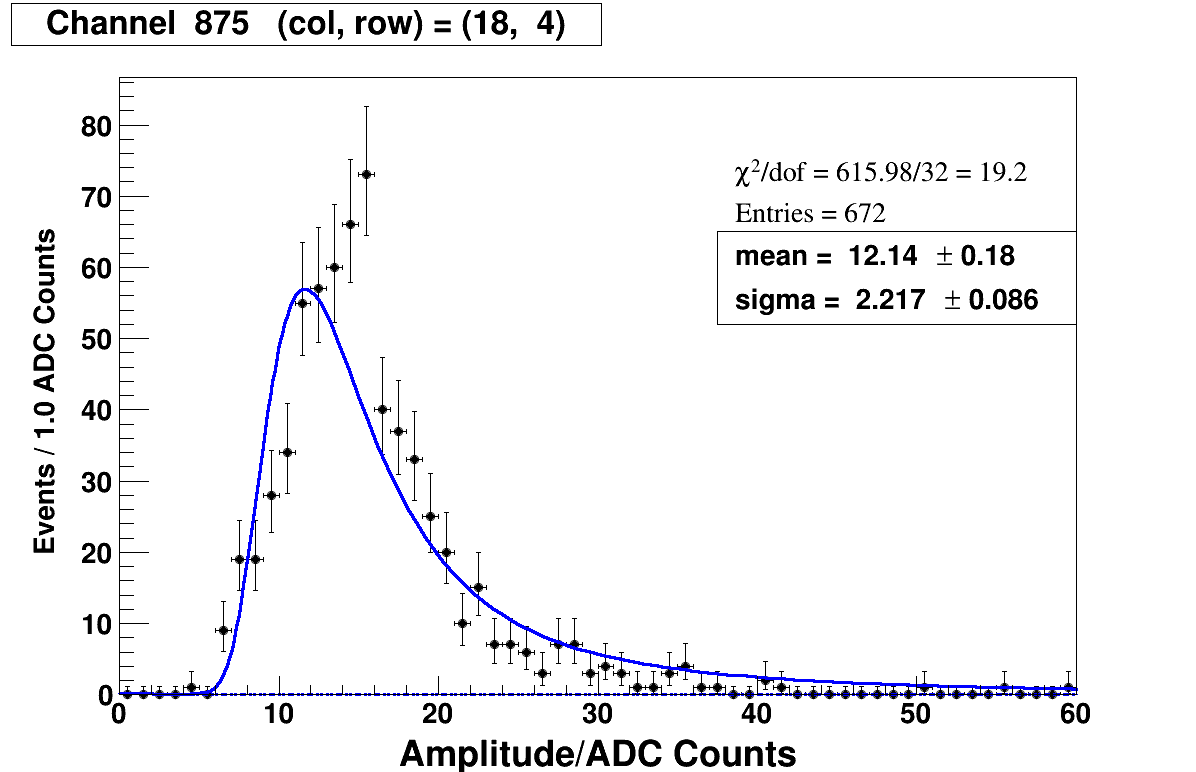 Channel 875 (col, row) = (18, 4)
80
70
60
50
40
30
20
10
0
Events / 1.0 ADC Counts
χ²/dof = 615.98/32 = 19.2
Entries = 672
mean = 12.14 ± 0.18
sigma = 2.217 ± 0.086
0 10 20 30 40 50 60
Amplitude/ADC Counts